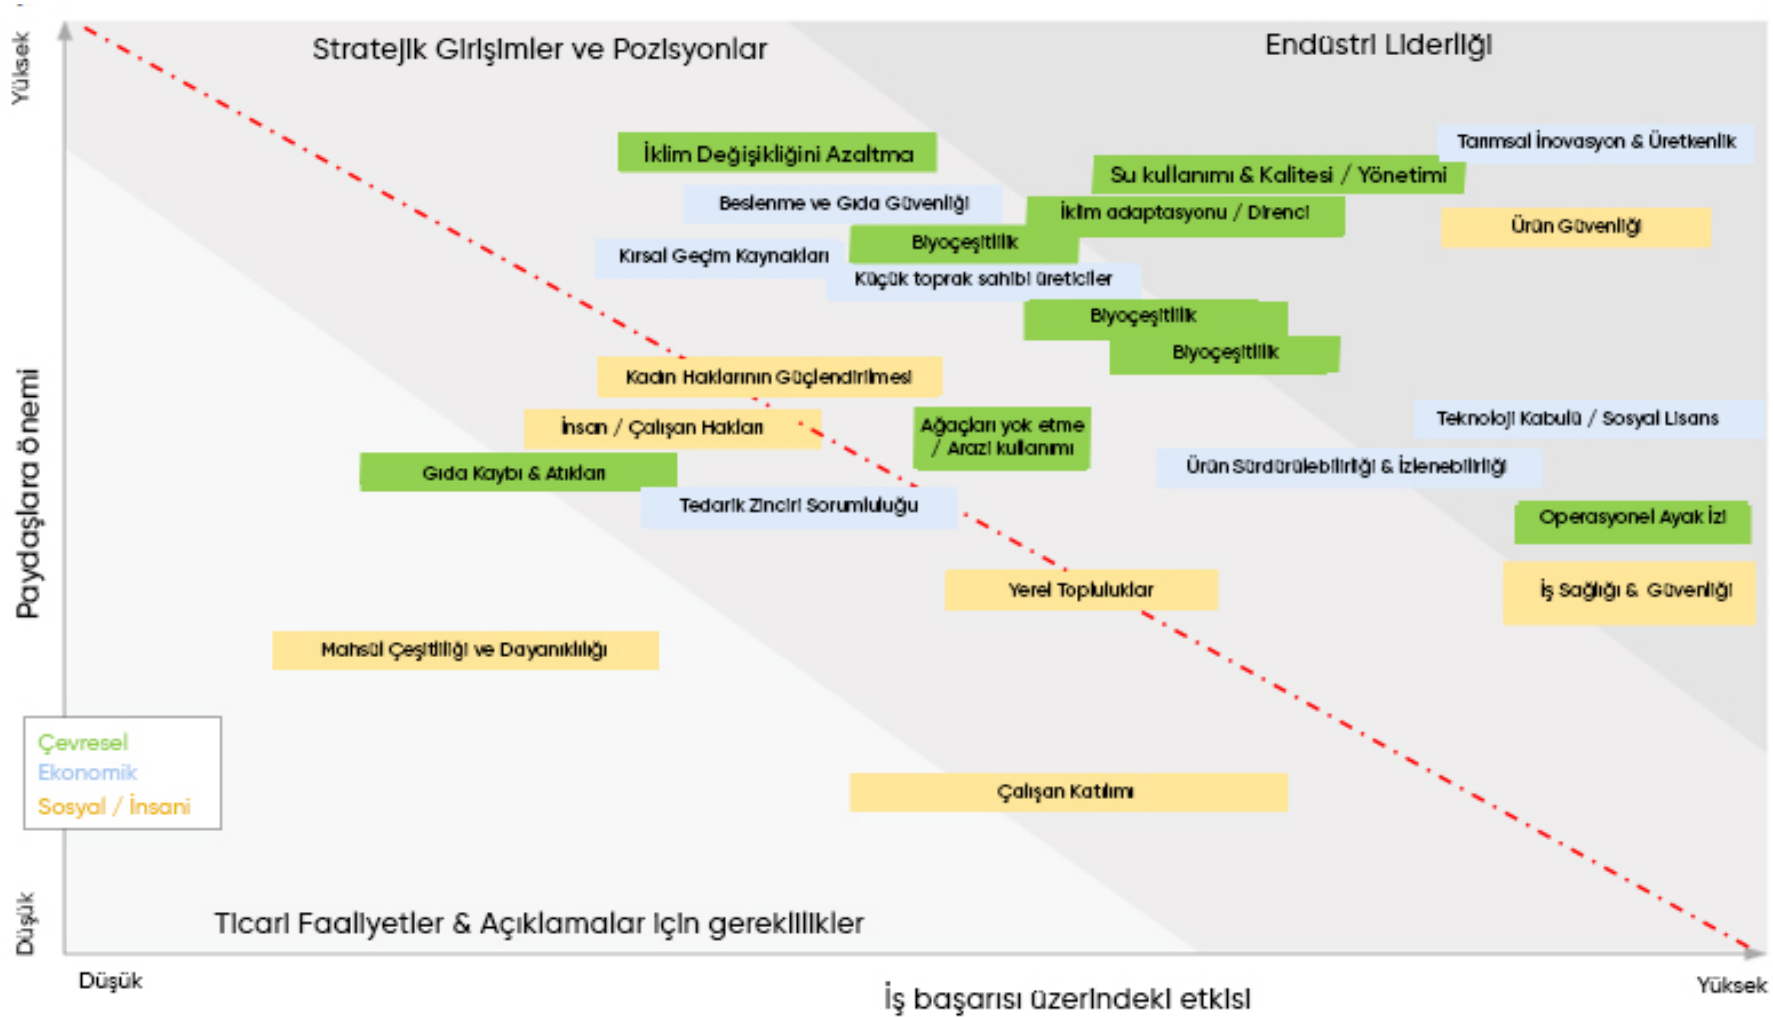 Yüksek
Stratejik Girişimler ve Pozisyonlar
Endüstri Liderliği
Tarımsal İnovasyon & Üretkenlik
İklim Değişikliğini Azaltma
Su kullanımı & Kalitesi / Yönetimi
Beslenme ve Gıda Güvenliği
İklim adaptasyonu / Direnci
Ürün Güvenliği
Biyoçeşitlilik
Kırsal Geçim Kaynakları
Küçük toprak sahibi üreticiler
Biyoçeşitlilik
Biyoçeşitlilik
Kadın Haklarının Güçlendirilmesi
Teknoloji Kabulü / Sosyal Lisans
İnsan / Çalışan Hakları
Ağaçları yok etme
/ Arazi kullanımı
Ürün Sürdürülebilirliği & İzlenebilirliği
Gıda Kaybı & Atıkları
Tedarik Zinciri Sorumluluğu
Operasyonel Ayak İzi
Paydaşlara önemi
Yerel Topluluklar
İş Sağlığı & Güvenliği
Mahsül Çeşitliliği ve Dayanıklılığı
Çevresel
Ekonomik
Sosyal / İnsani
Çalışan Katılımı
Düşük
Ticari Faaliyetler & Açıklamalar için gereklilikler
Düşük
İş başarısı üzerindeki etkisi
Yüksek